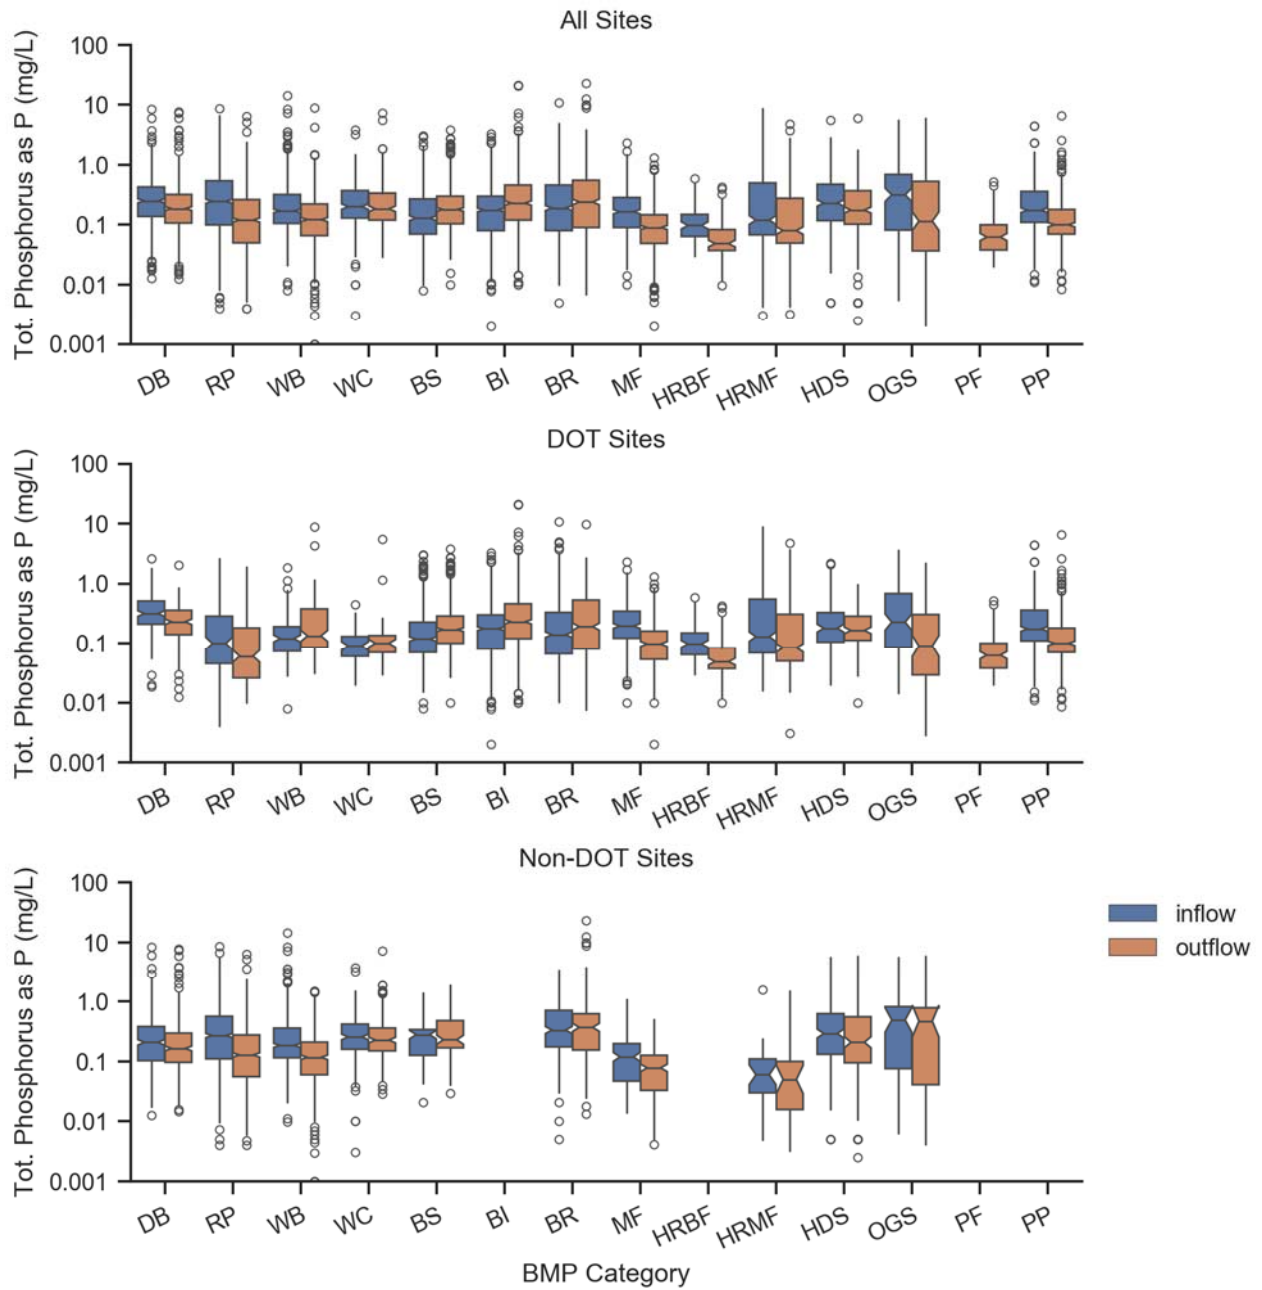 All Sites
Tot. Phosphorus as P (mg/L)
100
10
1.0
0.1
0.01
0.001
DB RP WB WC BS BI BR MF HRBF HRMF HDS OGS PF PP
DOT Sites
Tot. Phosphorus as P (mg/L)
100
10
1.0
0.1
0.01
0.001
DB RP WB WC BS BI BR MF HRBF HRMF HDS OGS PF PP
Non-DOT Sites
Tot. Phosphorus as P (mg/L)
100
10
1.0
0.1
0.01
0.001
inflow
outflow
DB RP WB WC BS BI BR MF HRBF HRMF HDS OGS PF PP
BMP Category